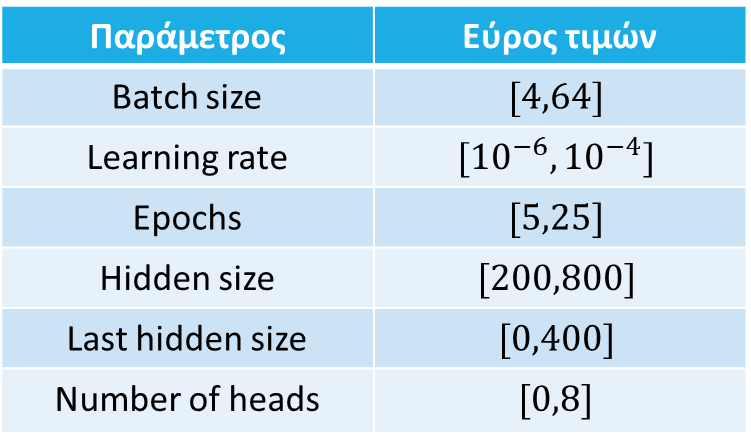 Παράμετρος Εύρος τιμών
Batch size [4,64]
Learning rate [10⁻⁶, 10⁻⁴]
Epochs [5,25]
Hidden size [200,800]
Last hidden size [0,400]
Number of heads [0,8]